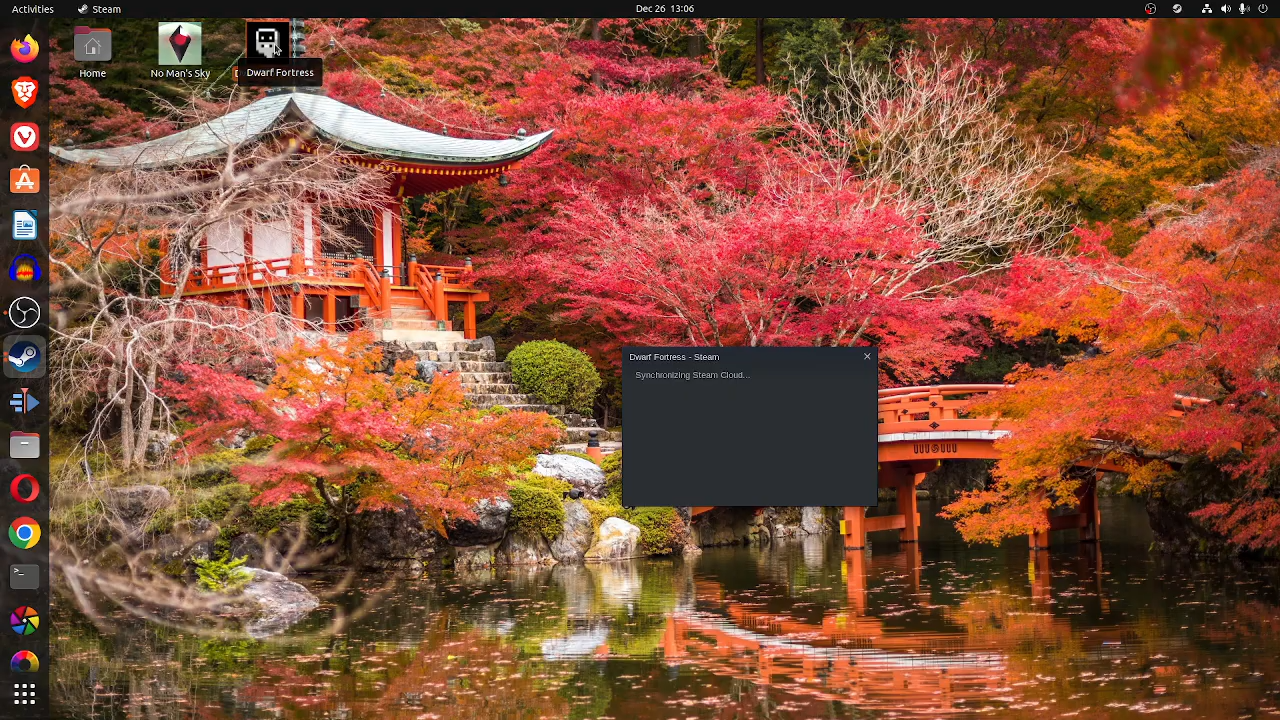 Activities
Steam
Dec 26 13:06
Home
No Man's Sky
Dwarf Fortress
Dwarf Fortress - Steam
Synchronizing Steam Cloud...